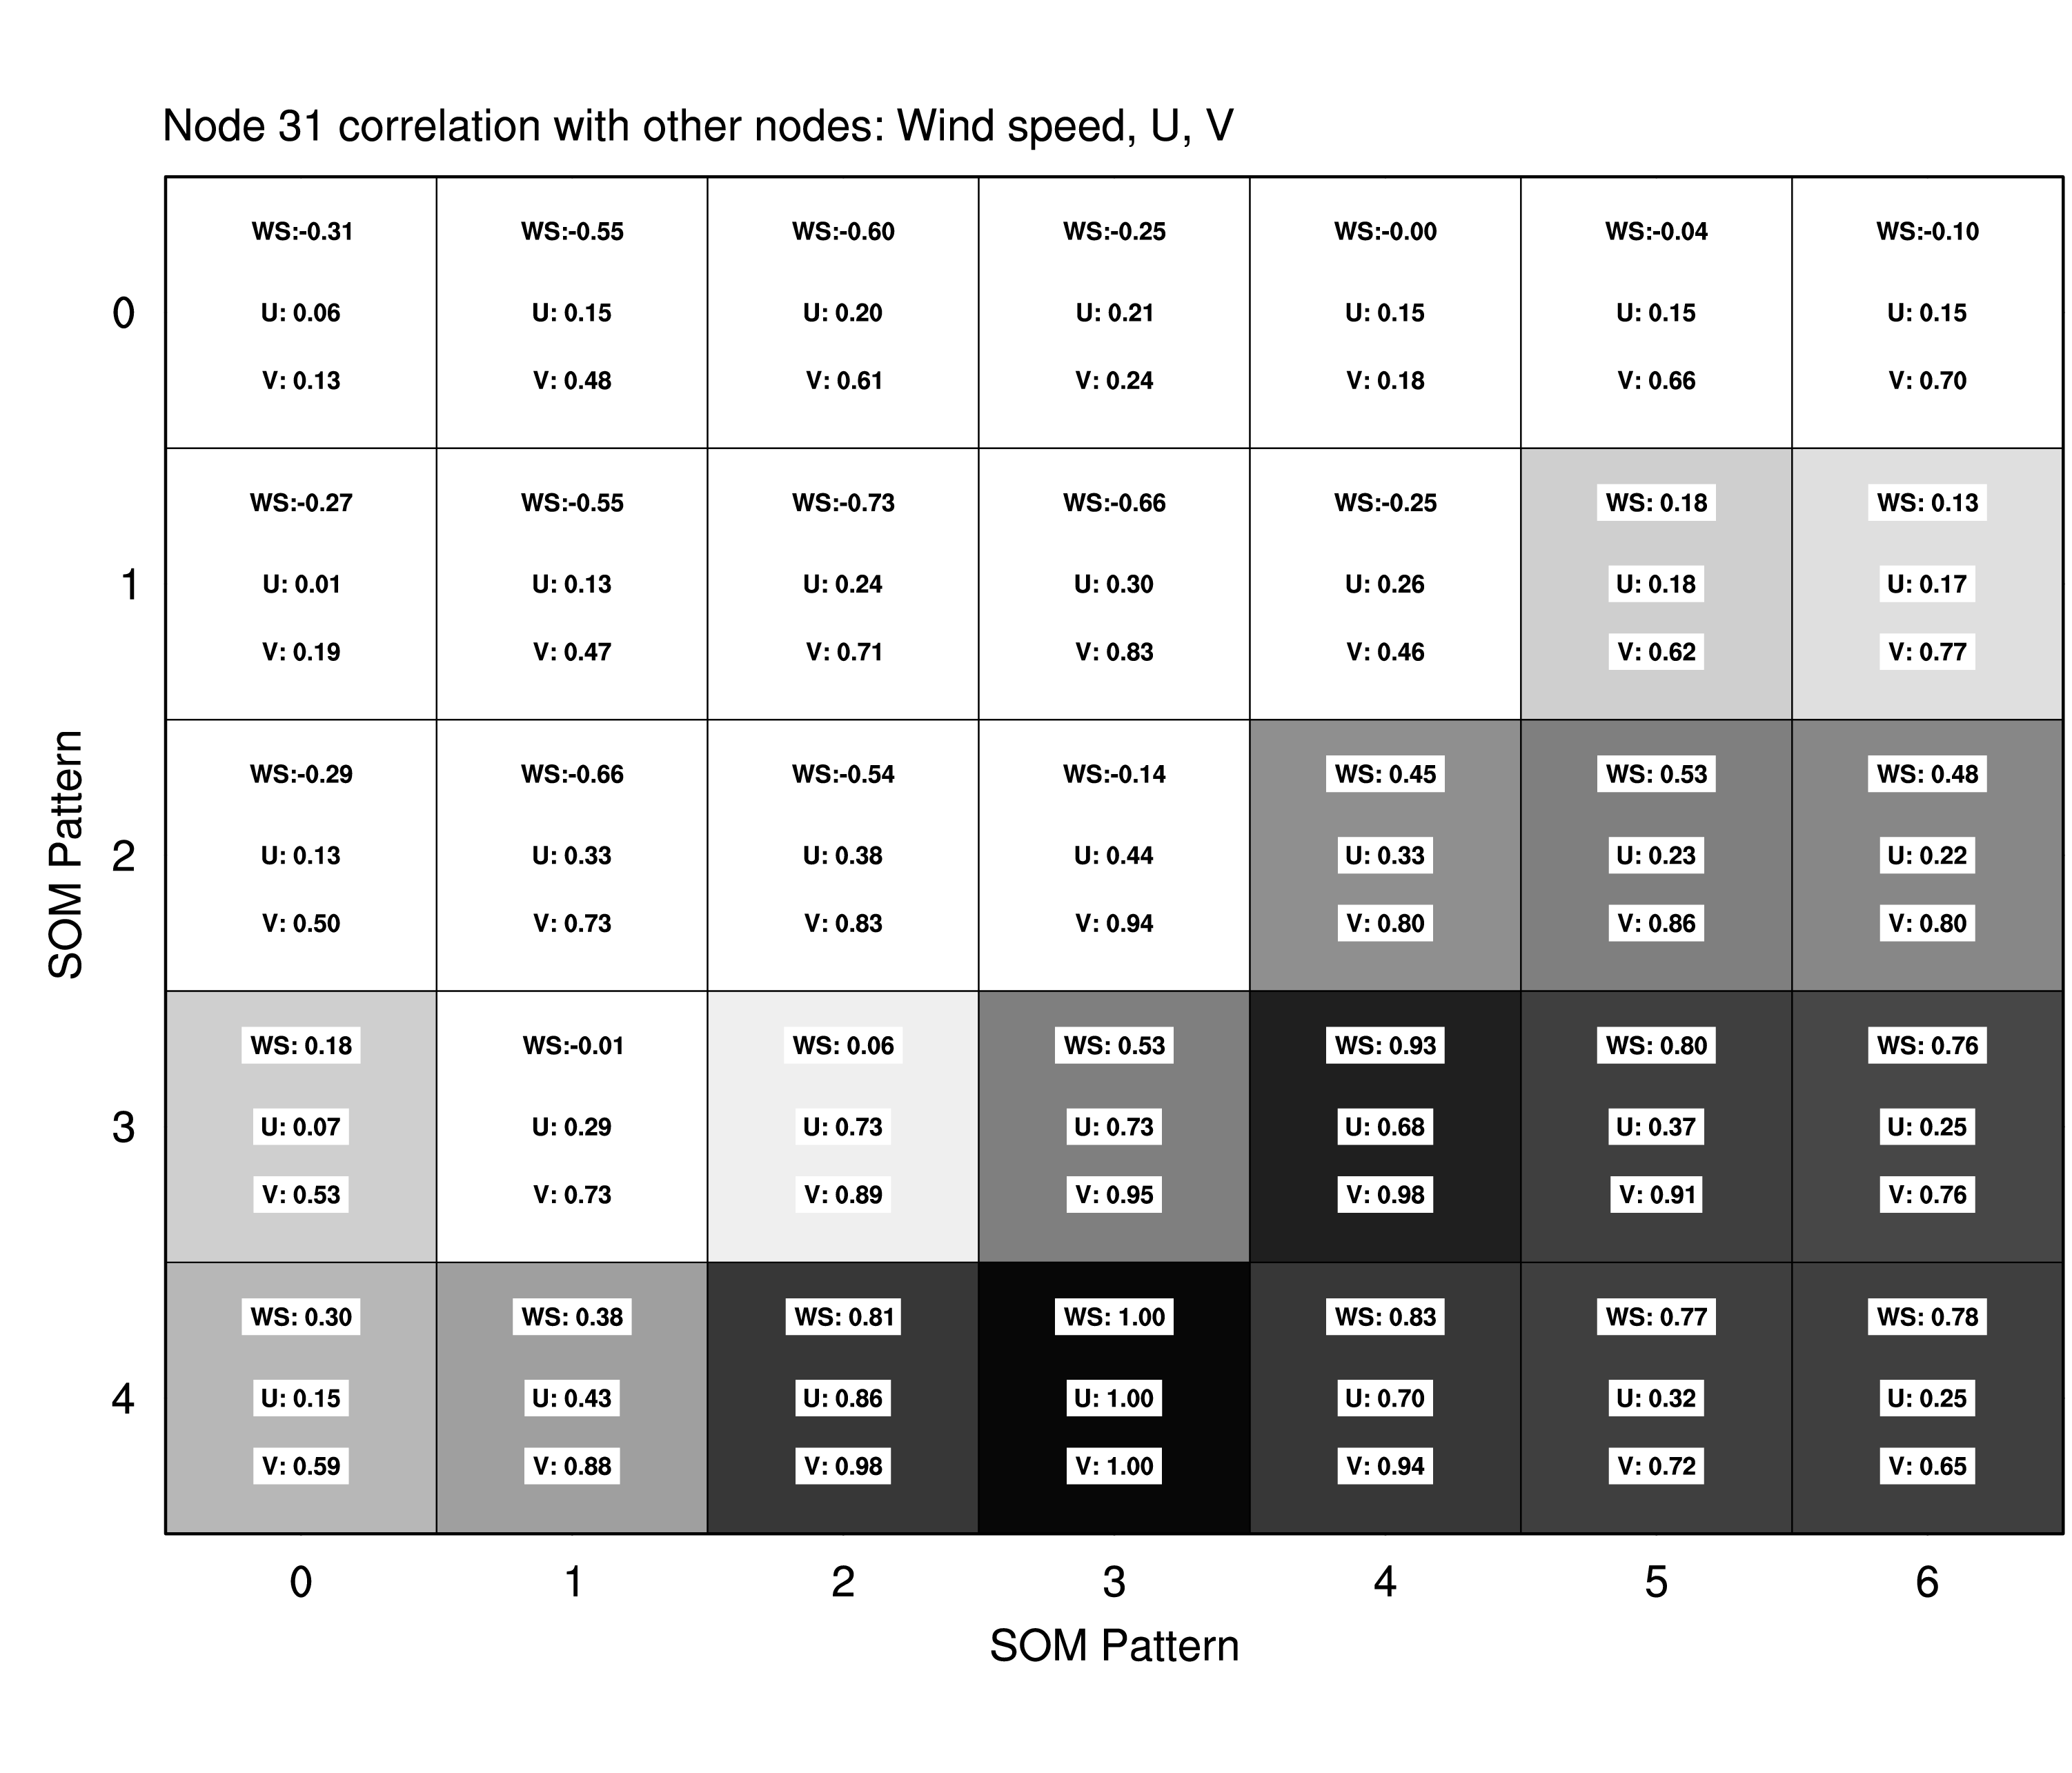 Node 31 correlation with other nodes: Wind speed, U, V
WS:-0.31 WS:-0.55 WS:-0.60 WS:-0.25 WS:-0.00 WS:-0.04 WS:-0.10
0 U: 0.06 U: 0.15 U: 0.20 U: 0.21 U: 0.15 U: 0.15 U: 0.15
V: 0.13 V: 0.48 V: 0.61 V: 0.24 V: 0.18 V: 0.66 V: 0.70
WS:-0.27 WS:-0.55 WS:-0.73 WS:-0.66 WS:-0.25 WS: 0.18 WS: 0.13
1 U: 0.01 U: 0.13 U: 0.24 U: 0.30 U: 0.26 U: 0.18 U: 0.17
V: 0.19 V: 0.47 V: 0.71 V: 0.83 V: 0.46 V: 0.62 V: 0.77
WS:-0.29 WS:-0.66 WS:-0.54 WS:-0.14 WS: 0.45 WS: 0.53 WS: 0.48
SOM Pattern
2 U: 0.13 U: 0.33 U: 0.38 U: 0.44 U: 0.33 U: 0.23 U: 0.22
V: 0.50 V: 0.73 V: 0.83 V: 0.94 V: 0.80 V: 0.86 V: 0.80
WS: 0.18 WS:-0.01 WS: 0.06 WS: 0.53 WS: 0.93 WS: 0.80 WS: 0.76
3 U: 0.07 U: 0.29 U: 0.73 U: 0.73 U: 0.68 U: 0.37 U: 0.25
V: 0.53 V: 0.73 V: 0.89 V: 0.95 V: 0.98 V: 0.91 V: 0.76
WS: 0.30 WS: 0.38 WS: 0.81 WS: 1.00 WS: 0.83 WS: 0.77 WS: 0.78
4 U: 0.15 U: 0.43 U: 0.86 U: 1.00 U: 0.70 U: 0.32 U: 0.25
V: 0.59 V: 0.88 V: 0.98 V: 1.00 V: 0.94 V: 0.72 V: 0.65
0 1 2 3 4 5 6
SOM Pattern